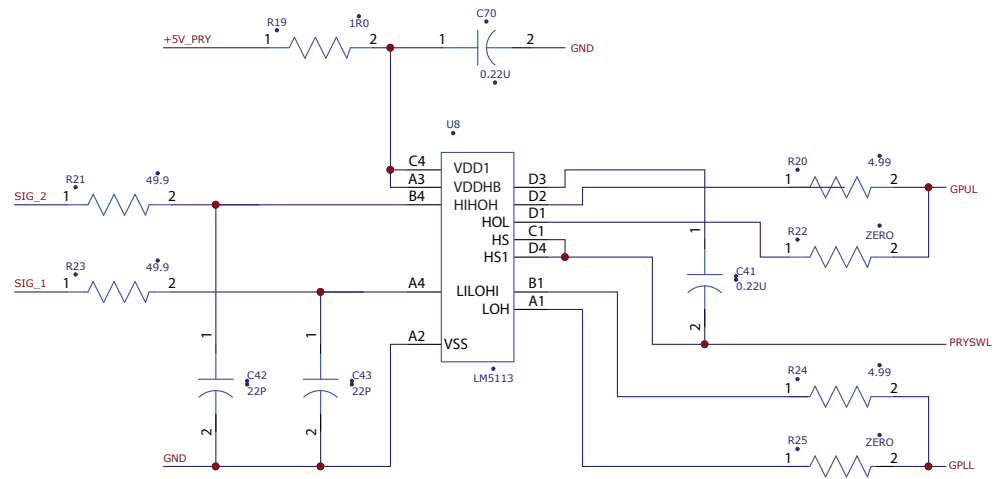 C70
R19 1R0
+5V_PRY 1 2 1 2 GND
0.22U
U8
C4 VDD1
A3 VDDHB D3
R21 49.9
R20 4.99
SIG_2 1 2 B4 HIHOH D2 1 2 GPUL
HOL D1
HS C1
R22 ZERO
HS1 D4 1 2
1
R23 49.9
C41
0.22U
SIG_1 1 2 A4 LILOHI B1
LOH A1
2
1 1 A2 VSS PRYSWL
C42 C43 LM5113
22P 22P
R24 4.99
1 2
2 2
R25 ZERO
GND 1 2 GPLL